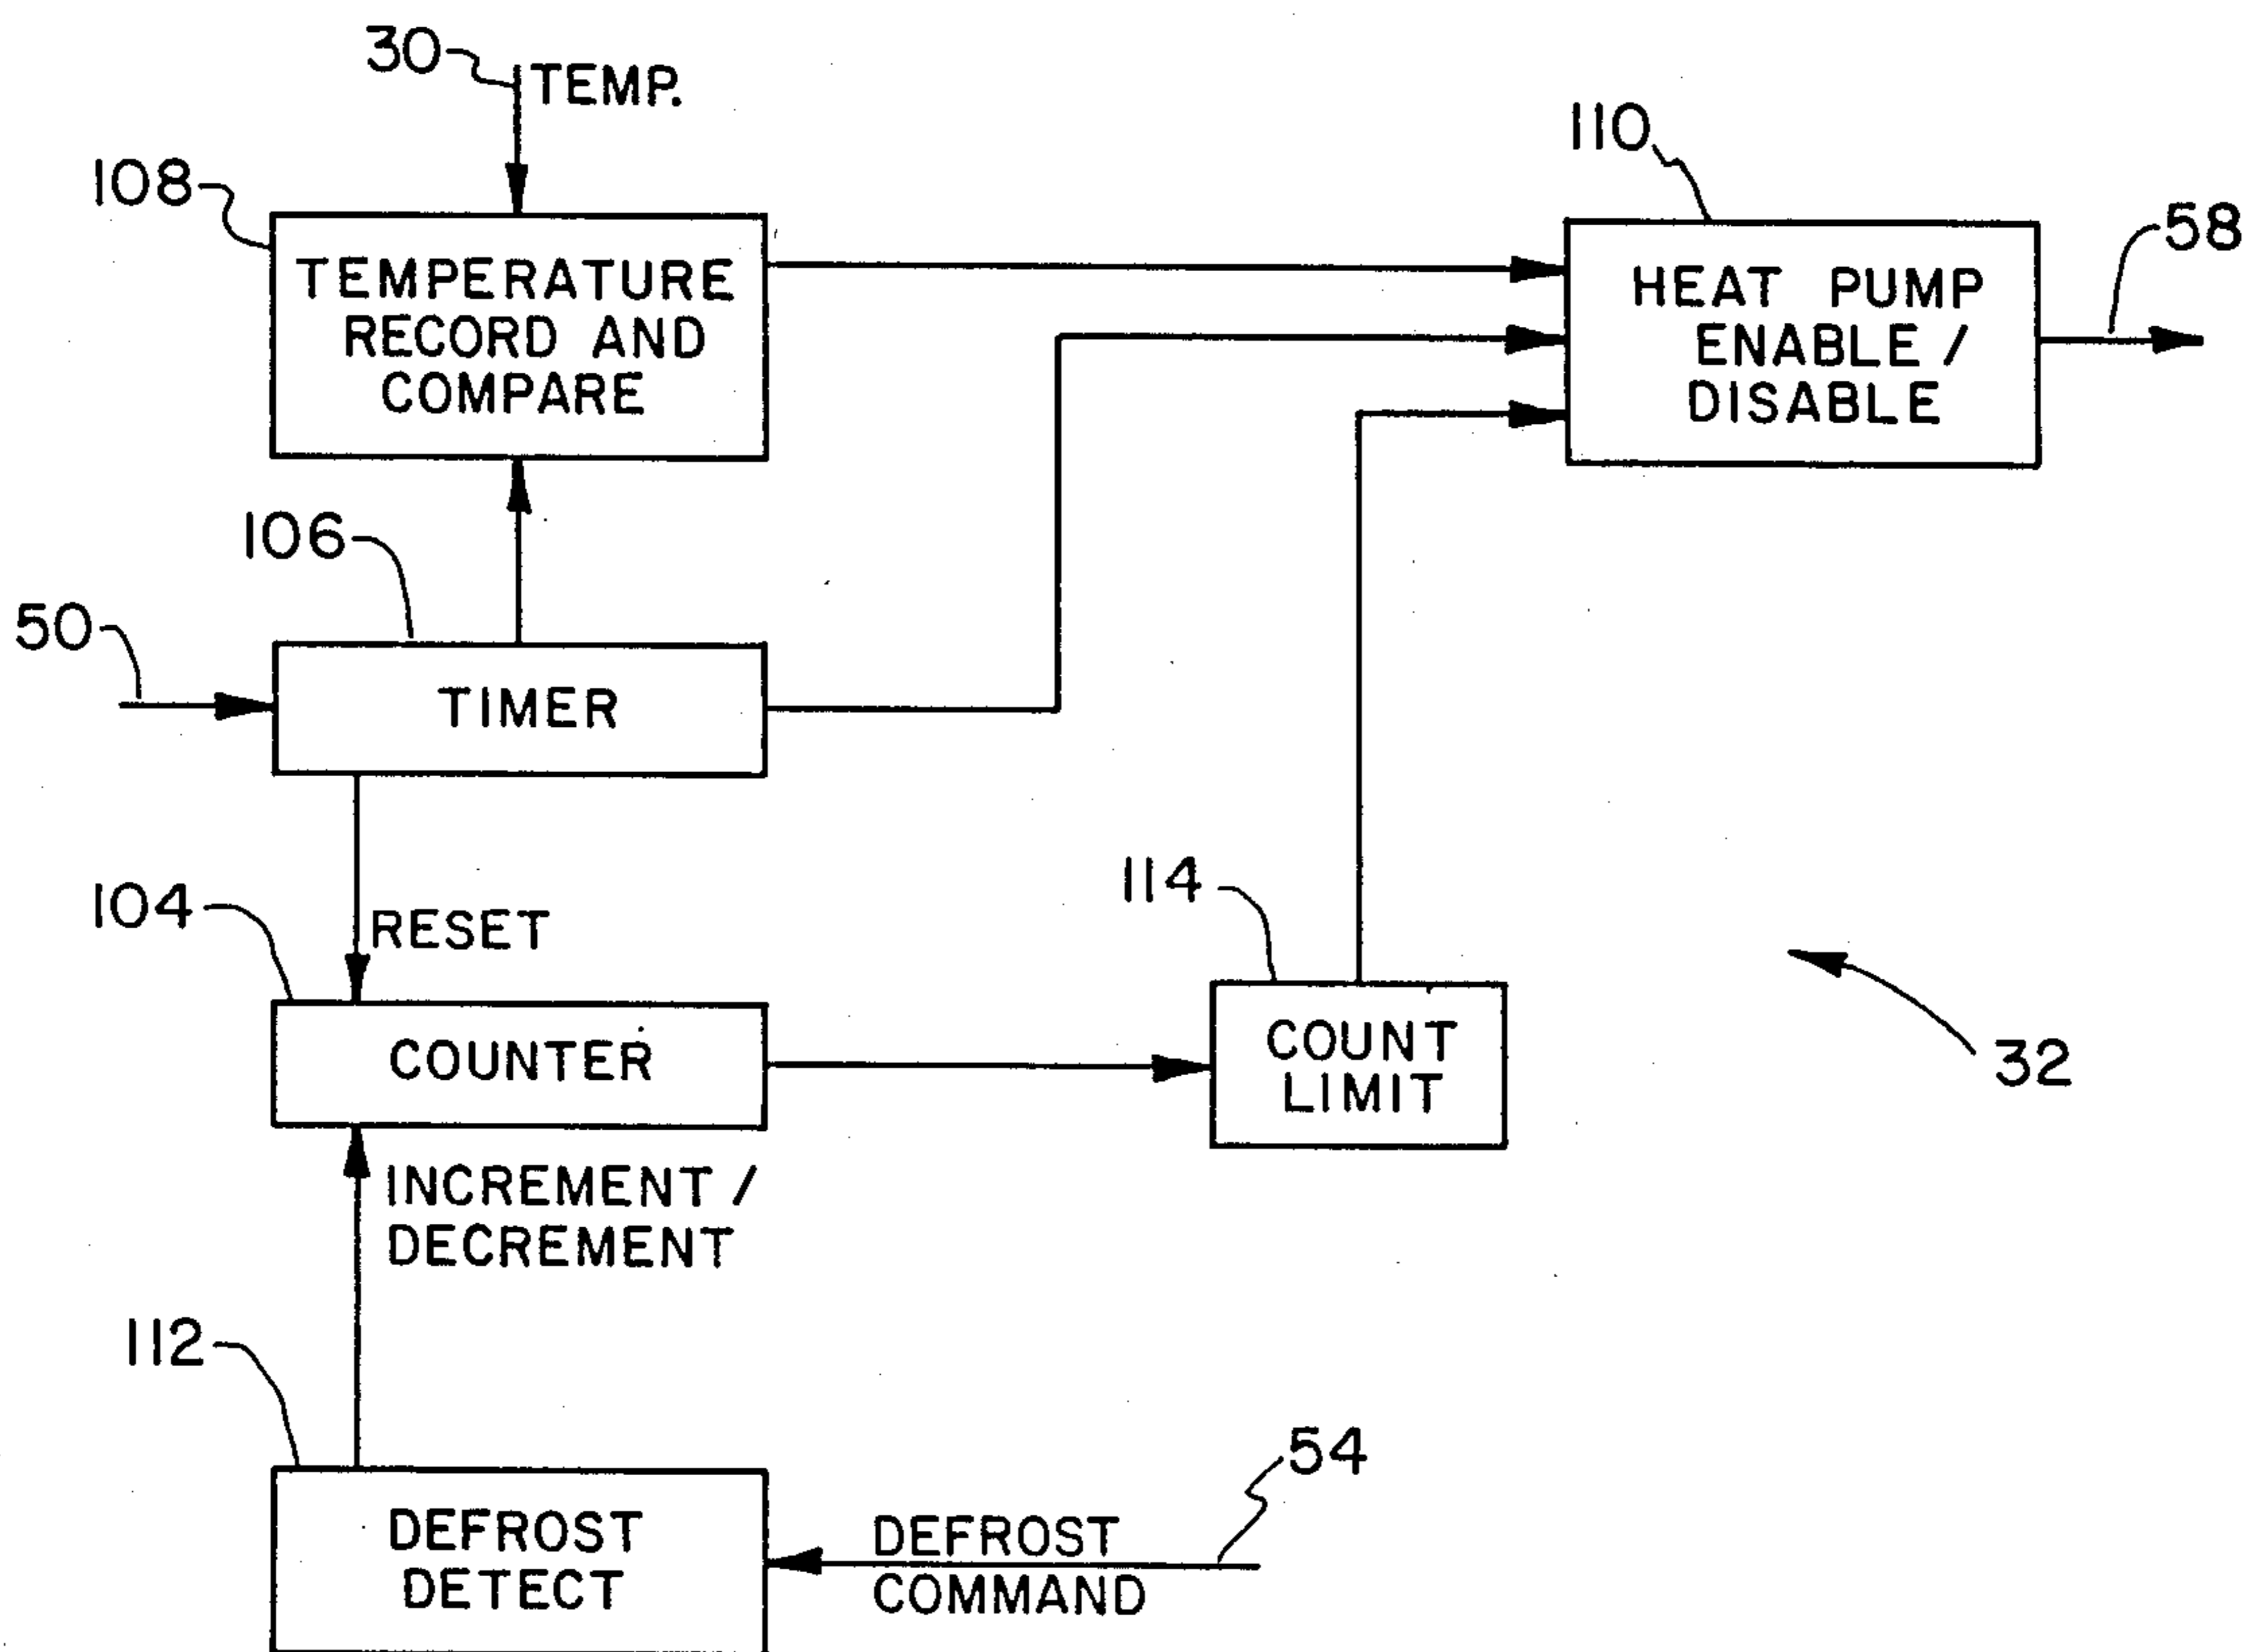 30
TEMP.
108
110
58
TEMPERATURE
RECORD AND
COMPARE
HEAT PUMP
ENABLE /
DISABLE
106
50
TIMER
104
RESET
114
COUNTER
COUNT
LIMIT
32
INCREMENT /
DECREMENT
112
54
DEFROST
DETECT
DEFROST
COMMAND